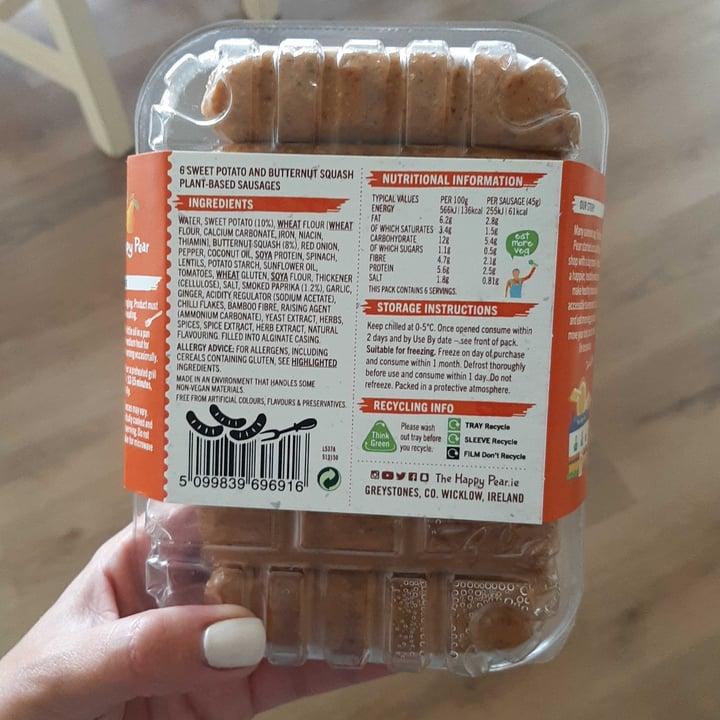 py Pear
ging. Product must
6 SWEET POTATO AND BUTTERNUT SQUASH
PLANT-BASED SAUSAGES
INGREDIENTS
WATER, SWEET POTATO (10%), WHEAT FLOUR (WHEAT
FLOUR, CALCIUM CARBONATE, IRON, NIACIN,
THIAMIN), BUTTERNUT SQUASH (8%), RED ONION,
PEPPER, COCONUT OIL, SOYA PROTEIN, SPINACH,
LENTILS, POTATO STARCH, SUNFLOWER OIL,
TOMATOES, WHEAT GLUTEN, SOYA FLOUR, THICKENER
(CELLULOSE), SALT, SMOKED PAPRIKA (1.2%), GARLIC,
GINGER, ACIDITY REGULATOR (SODIUM ACETATE),
CHILLI FLAKES, BAMBOO FIBRE, RAISING AGENT
(AMMONIUM CARBONATE), YEAST EXTRACT, HERBS,
SPICES, SPICE EXTRACT, HERB EXTRACT, NATURAL
FLAVOURING. FILLED INTO ALGINATE CASING.
ALLERGY ADVICE: FOR ALLERGENS, INCLUDING
CEREALS CONTAINING GLUTEN, SEE HIGHLIGHTED
INGREDIENTS.
MADE IN AN ENVIRONMENT THAT HANDLES SOME
NON-VEGAN MATERIALS.
FREE FROM ARTIFICIAL COLOURS, FLAVOURS & PRESERVATIVES.
5 099839 696916
L537A
S13150
NUTRITIONAL INFORMATION
TYPICAL VALUES PER 100g PER SAUSAGE (45g)
ENERGY 566kJ | 136kcal 255kJ | 61kcal
FAT 6.2g 2.8g
OF WHICH SATURATES 3.4g 1.5g
CARBOHYDRATE 12g 5.4g
OF WHICH SUGARS 1.1g 0.5g
FIBRE 4.7g 2.1g
PROTEIN 5.6g 2.5g
SALT 1.8g 0.81g
THIS PACK CONTAINS 6 SERVINGS.
eat
more
veg
STORAGE INSTRUCTIONS
Keep chilled at 0-5°C. Once opened consume within
2 days and by Use By date – see front of pack.
Suitable for freezing. Freeze on day of purchase
and consume within 1 month. Defrost thoroughly
before use and consume within 1 day. Do not
refreeze. Packed in a protective atmosphere.
RECYCLING INFO
Think
Green
Please wash
out tray before
you recycle.
TRAY Recycle
SLEEVE Recycle
FILM Don't Recycle
The Happy Pear.ie
GREYSTONES, CO. WICKLOW, IRELAND
OUR STORY